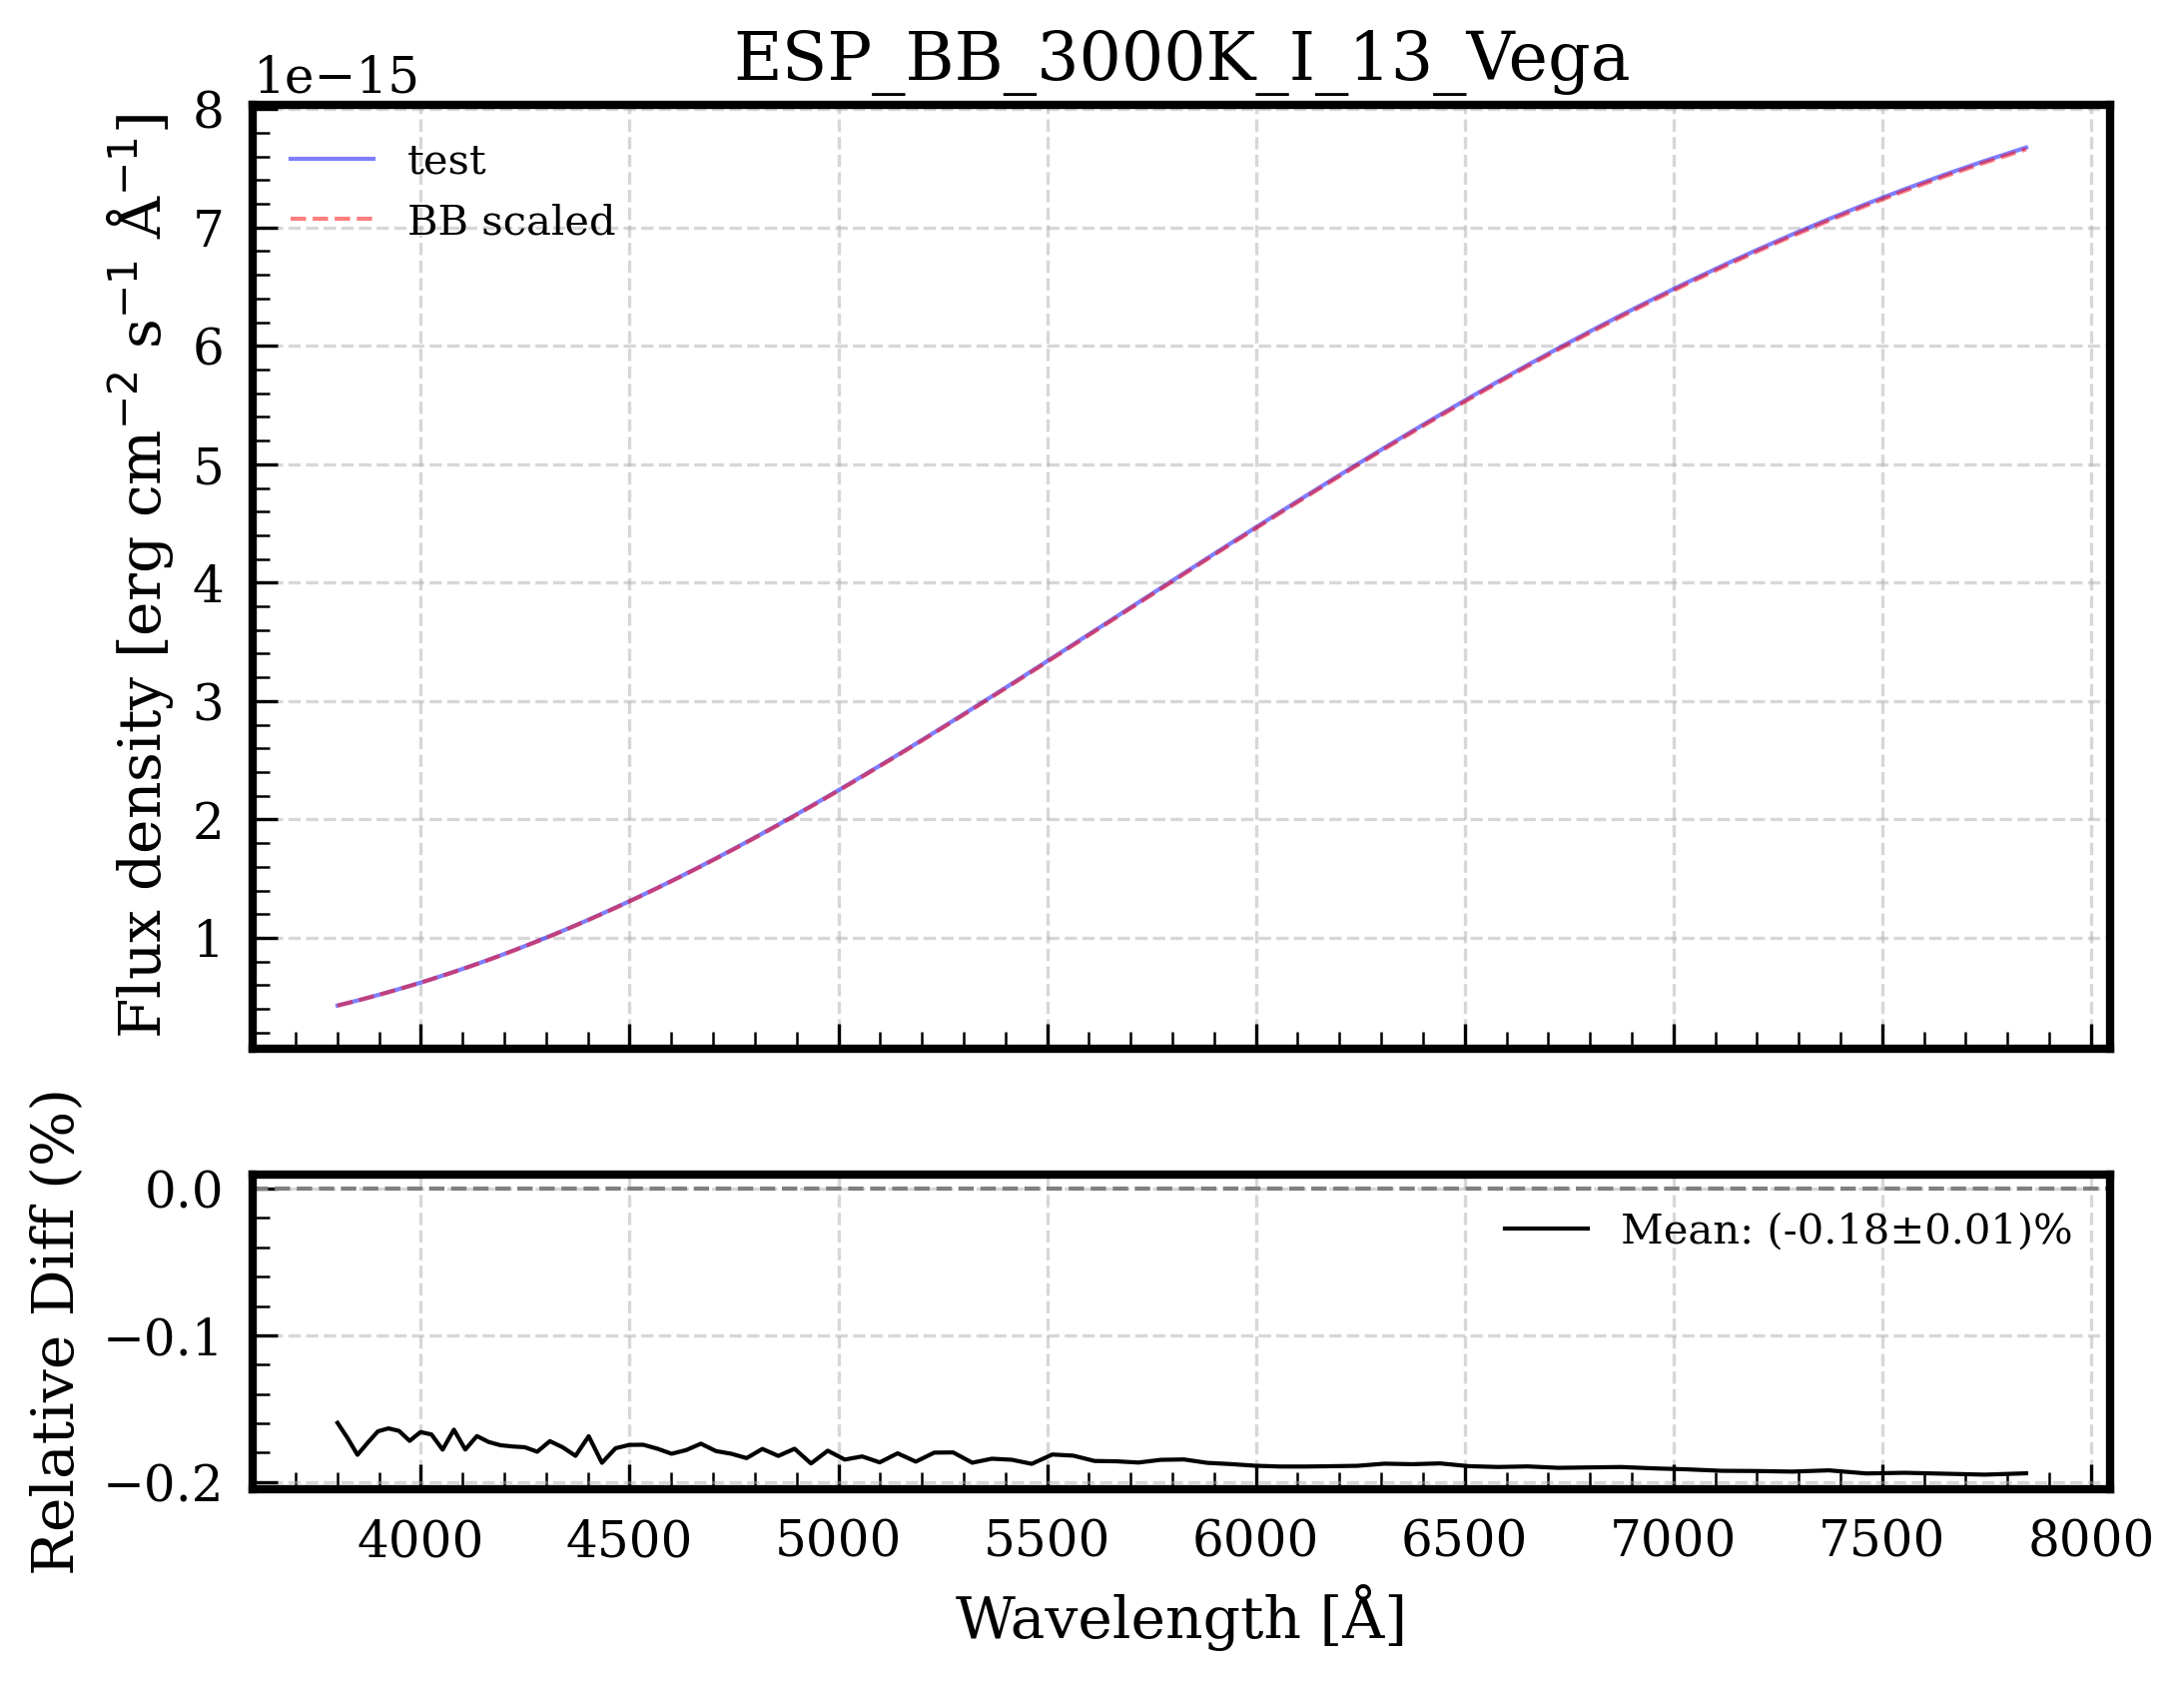 ESP_BB_3000K_I_13_Vega
1e−15
8
7
6
5
4
3
2
1
Flux density [erg cm⁻² s⁻¹ Å⁻¹]
test
BB scaled
Relative Diff (%)
0.0
−0.1
−0.2
Mean: (-0.18±0.01)%
4000 4500 5000 5500 6000 6500 7000 7500 8000
Wavelength [Å]